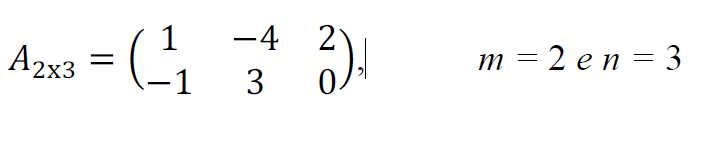 A2x3 = ( 1 −4 2
−1 3 0 ), m = 2 e n = 3